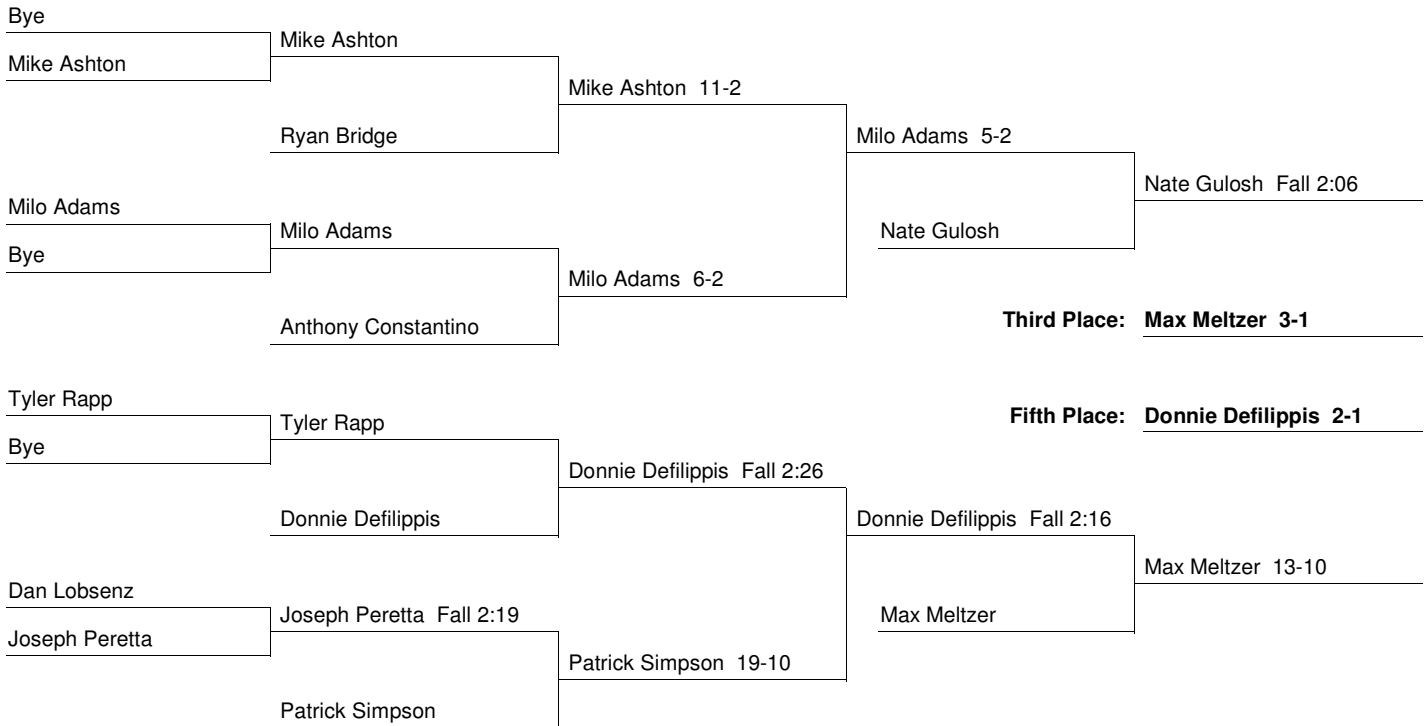 Bye
Mike Ashton
Mike Ashton
Mike Ashton 11-2
Ryan Bridge
Milo Adams 5-2
Nate Gulosh Fall 2:06
Milo Adams
Milo Adams
Nate Gulosh
Bye
Milo Adams 6-2
Anthony Constantino
Third Place: Max Meltzer 3-1
Tyler Rapp
Tyler Rapp
Fifth Place: Donnie Defilippis 2-1
Bye
Donnie Defilippis Fall 2:26
Donnie Defilippis
Donnie Defilippis Fall 2:16
Max Meltzer 13-10
Dan Lobsenz
Joseph Peretta Fall 2:19
Max Meltzer
Joseph Peretta
Patrick Simpson 19-10
Patrick Simpson